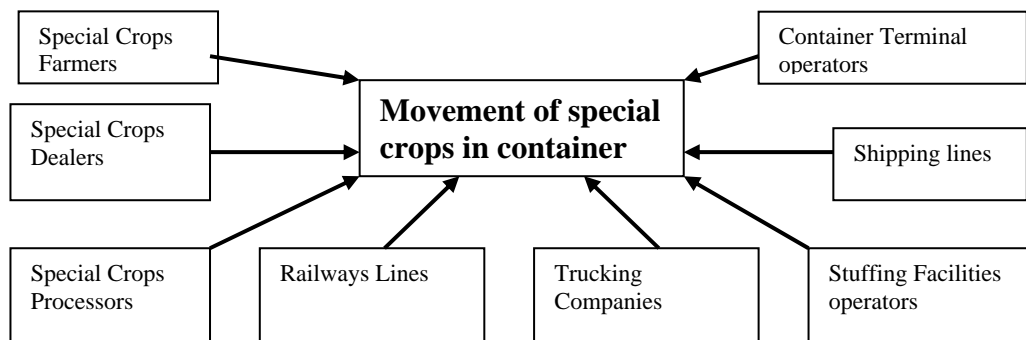 Special Crops
Farmers
Container Terminal
operators
Movement of special
crops in container
Special Crops
Dealers
Shipping lines
Special Crops
Processors
Railways Lines
Trucking
Companies
Stuffing Facilities
operators